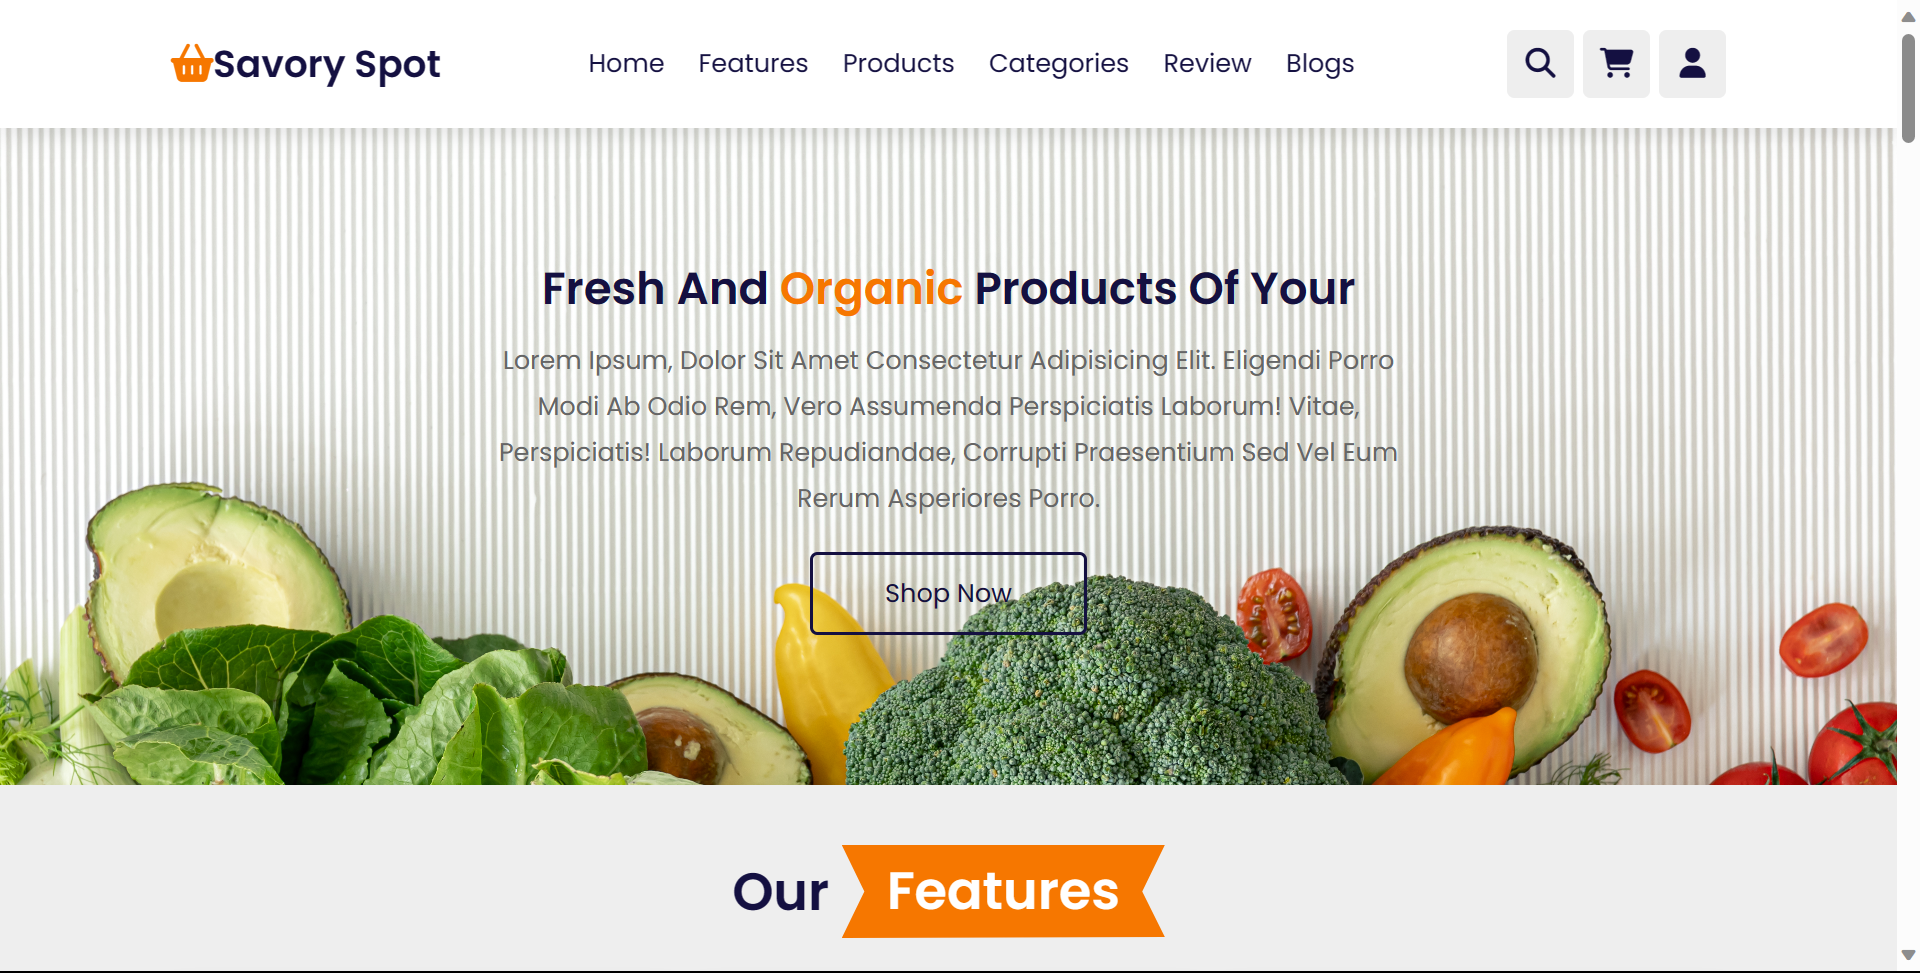 Savory Spot
Home Features Products Categories Review Blogs
Fresh And Organic Products Of Your
Lorem Ipsum, Dolor Sit Amet Consectetur Adipisicing Elit. Eligendi Porro
Modi Ab Odio Rem, Vero Assumenda Perspiciatis Laborum! Vitae,
Perspiciatis! Laborum Repudiandae, Corrupti Praesentium Sed Vel Eum
Rerum Asperiores Porro.
Shop Now
Our Features